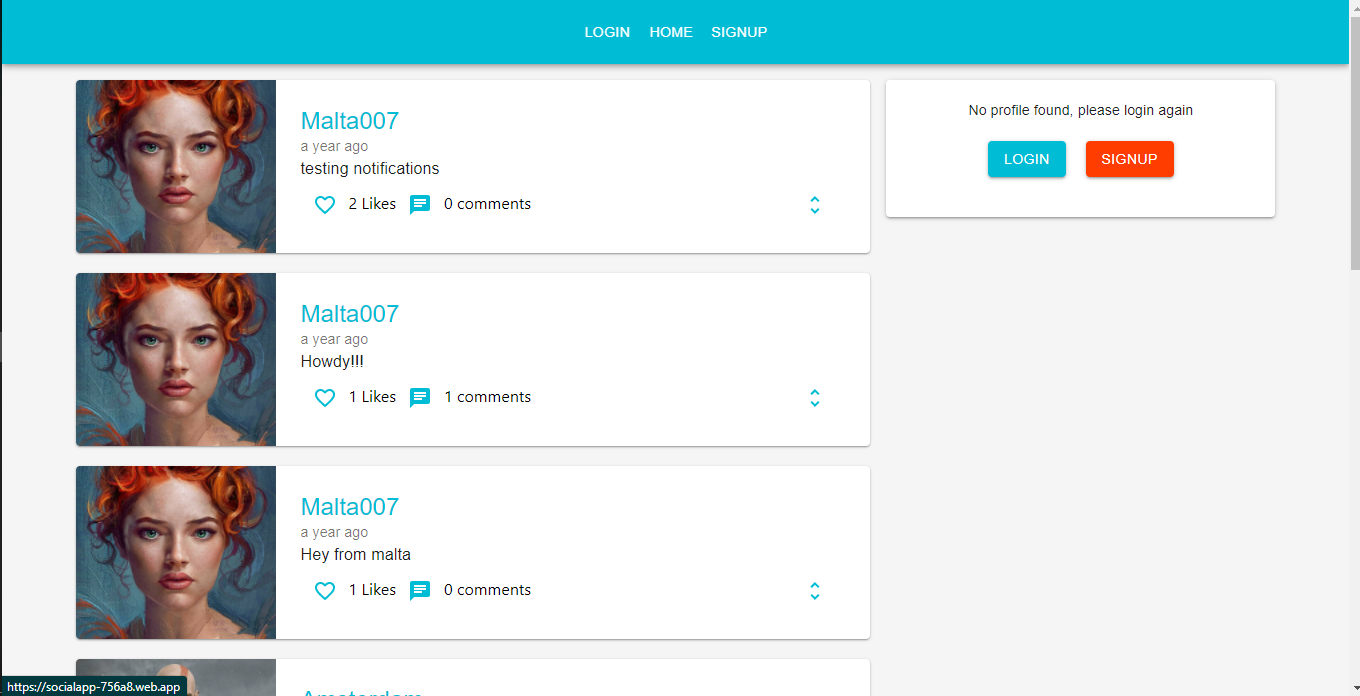 LOGIN HOME SIGNUP
Malta007
a year ago
testing notifications
2 Likes 0 comments
No profile found, please login again
LOGIN SIGNUP
Malta007
a year ago
Howdy!!!
1 Likes 1 comments
Malta007
a year ago
Hey from malta
1 Likes 0 comments
https://socialapp-756a8.web.app